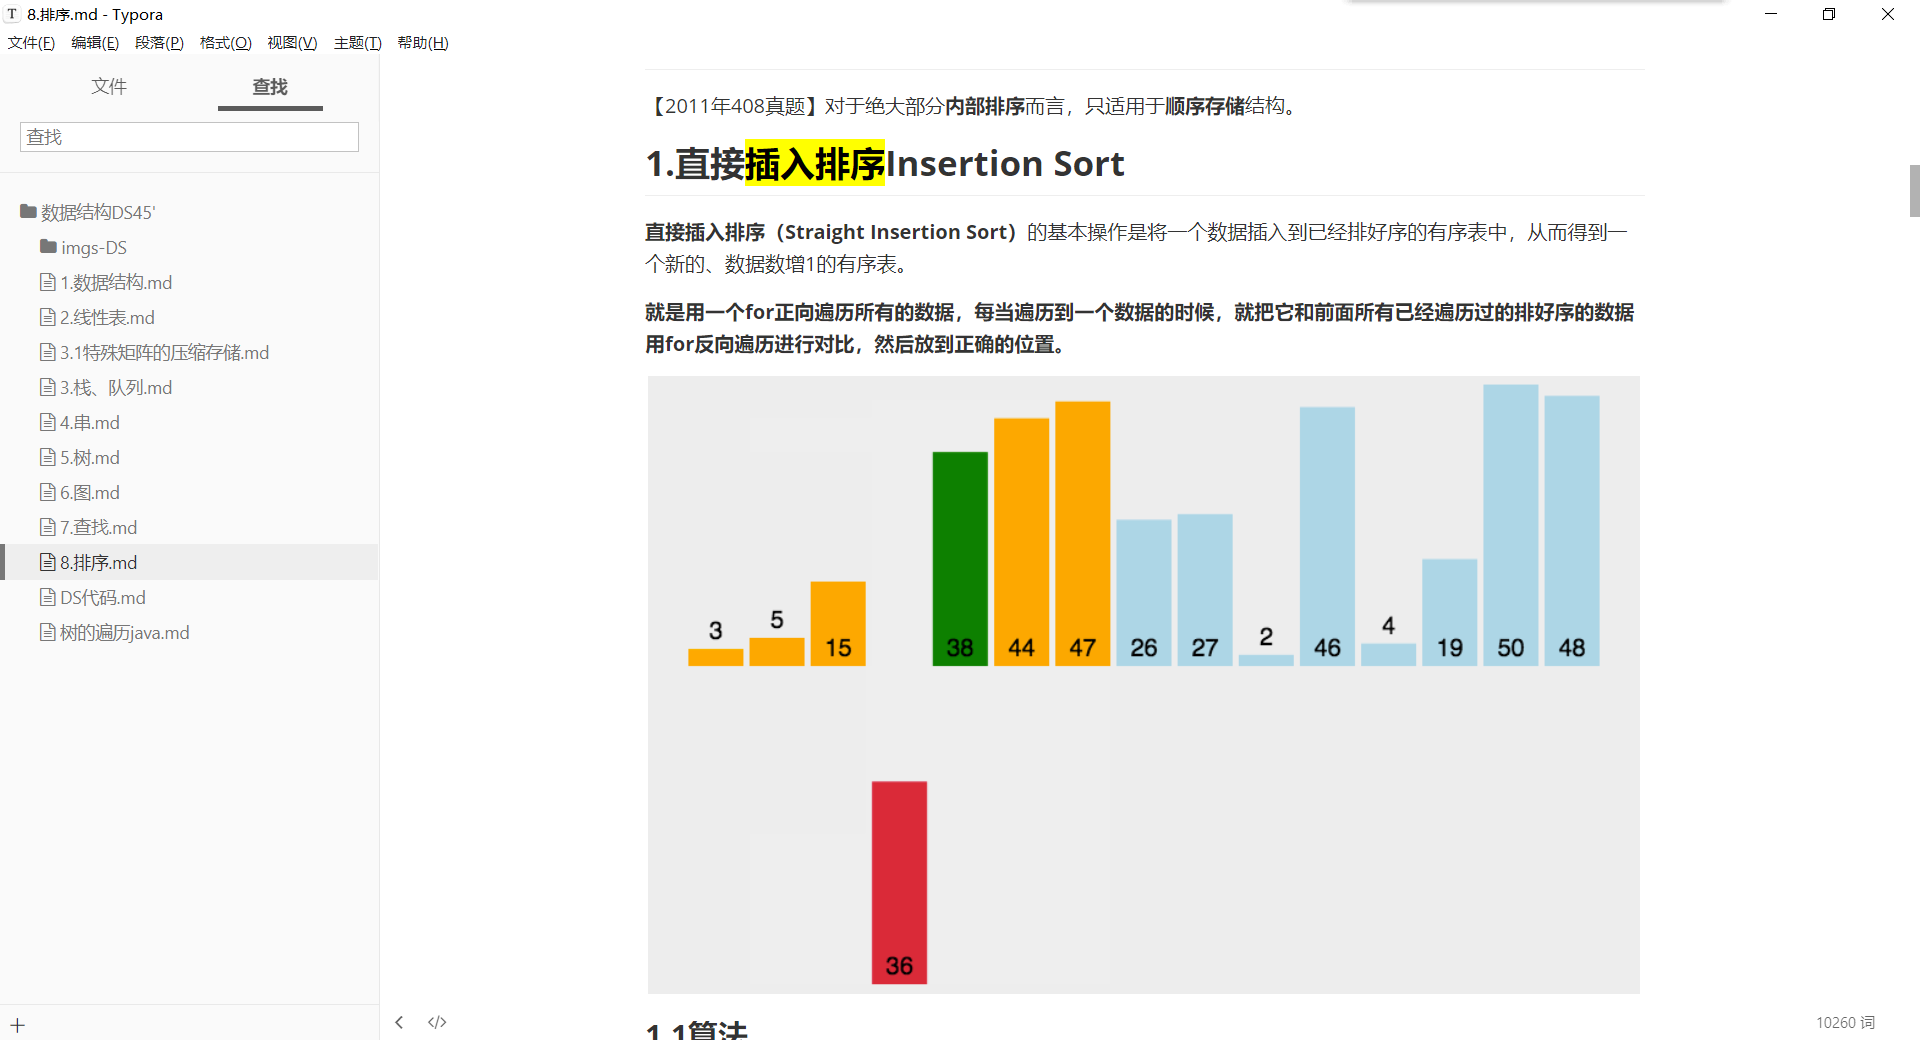 8.排序.md - Typora
文件(F) 编辑(E) 段落(P) 格式(O) 视图(V) 主题(T) 帮助(H)
文件 查找
查找
数据结构DS45'
imgs-DS
1.数据结构.md
2.线性表.md
3.1特殊矩阵的压缩存储.md
3.栈、队列.md
4.串.md
5.树.md
6.图.md
7.查找.md
8.排序.md
DS代码.md
树的遍历java.md
【2011年408真题】对于绝大部分内部排序而言，只适用于顺序存储结构。
1.直接插入排序Insertion Sort
直接插入排序（Straight Insertion Sort）的基本操作是将一个数据插入到已经排好序的有序表中，从而得到一
个新的、数据数增1的有序表。
就是用一个for正向遍历所有的数据，每当遍历到一个数据的时候，就把它和前面所有已经遍历过的排好序的数据
用for反向遍历进行对比，然后放到正确的位置。
3 5 15 38 44 47 26 27 2 46 4 19 50 48
36
1.1算法
10260 词